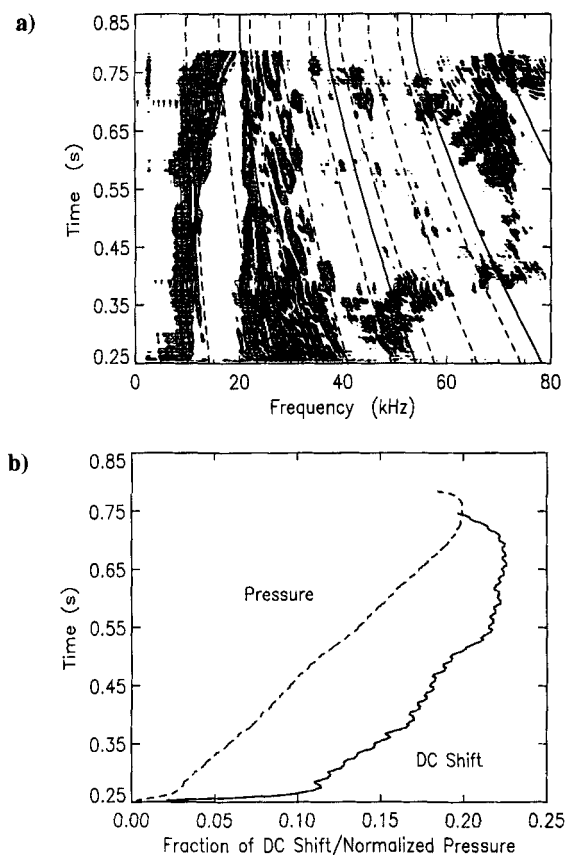 a)
0.85
0.75
0.65
0.55
0.45
0.35
0.25
Time (s)
0 20 40 60 80
Frequency (kHz)
b)
0.85
0.75
0.65
0.55
0.45
0.35
0.25
Time (s)
Pressure
DC Shift
0.00 0.05 0.10 0.15 0.20 0.25
Fraction of DC Shift/Normalized Pressure